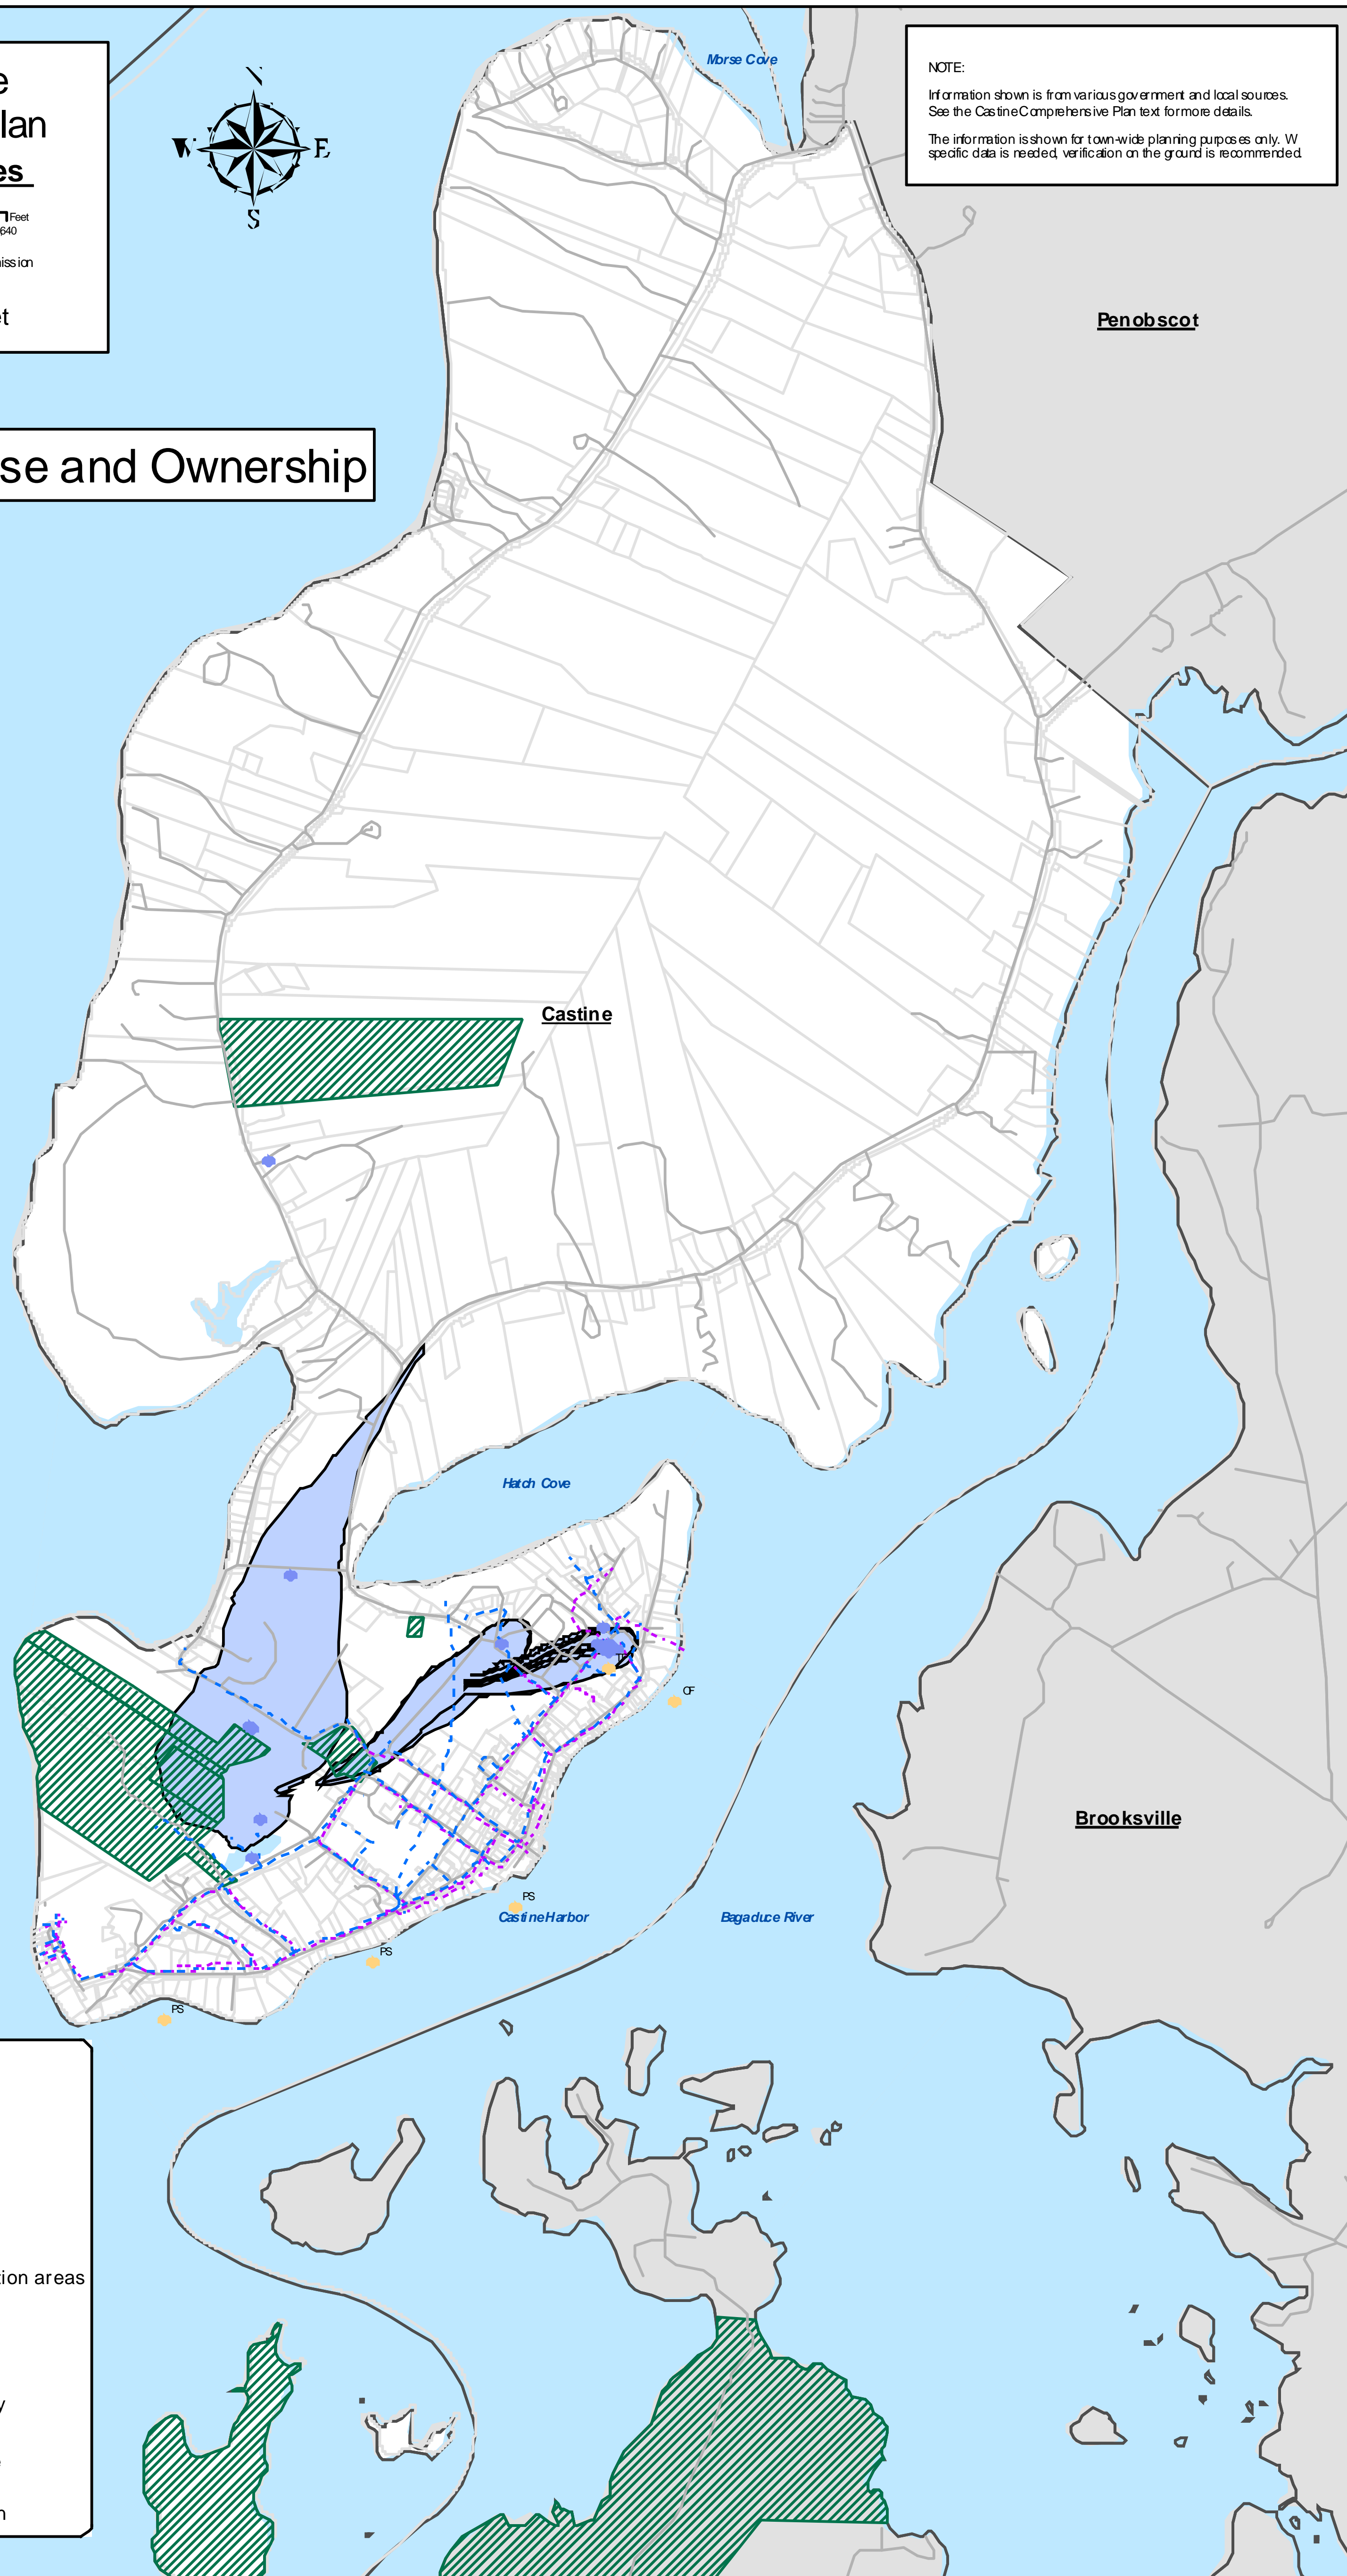 e
lan
es
Feet
640
ission
et
se and Ownership
N
W
E
S
Morse Cove
NOTE:
Information shown is from various government and local sources.
See the Castine Comprehensive Plan text for more details.
The information is shown for town-wide planning purposes only. W
specific data is needed, verification on the ground is recommended.
Penobscot
Castine
Hatch Cove
OF
Brooksville
PS
Castine Harbor
Bagaduce River
PS
PS
tion areas
y
n